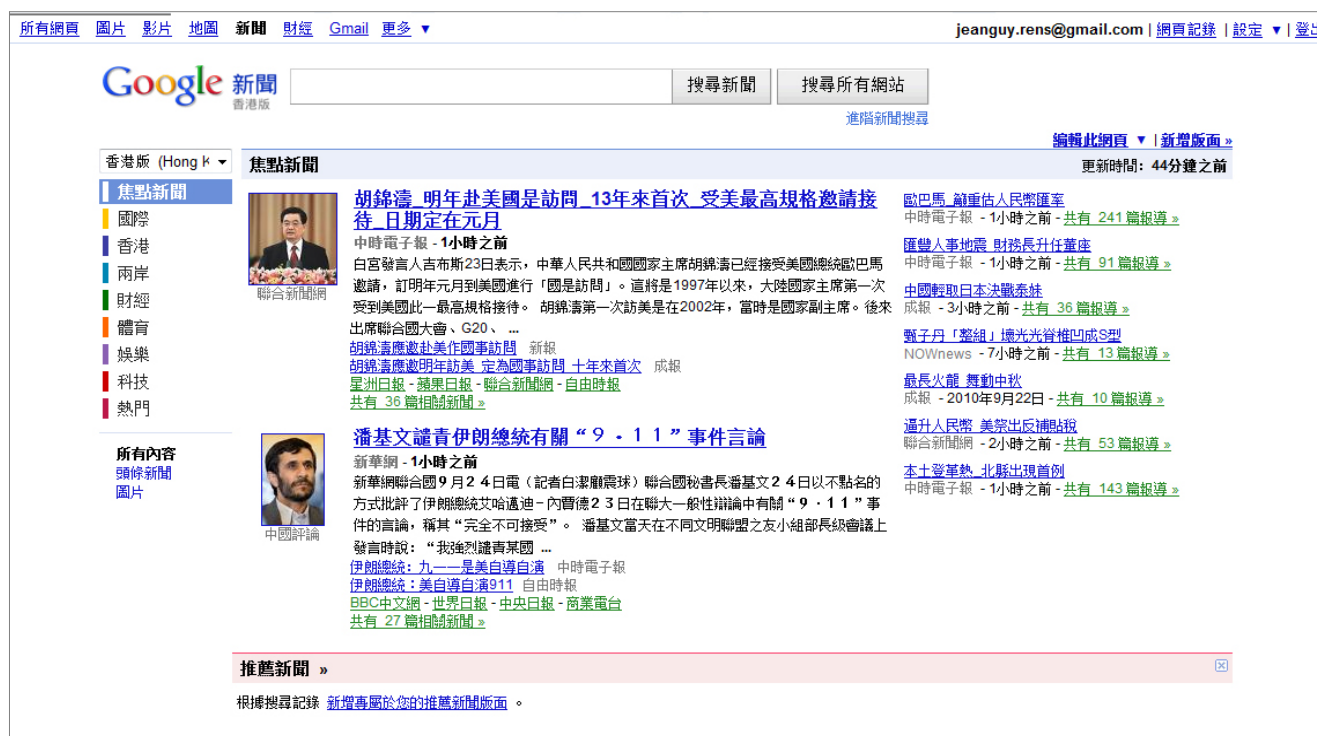 所有網頁 圖片 影片 地圖 新聞 財經 Gmail 更多 ▼
jeanguy.rens@gmail.com | 網頁記錄 | 設定 ▼ | 登出
Google 新聞
香港版
搜尋新聞 搜尋所有網站
進階新聞搜尋
編輯此網頁 ▼ | 新增版面 »
香港版 (Hong K
焦點新聞
國際
香港
兩岸
財經
體育
娛樂
科技
熱門
所有內容
頭條新聞
圖片
焦點新聞
更新時間: 44分鐘之前
聯合新聞網
胡錦濤_明年赴美國是訪問_13年來首次_受美最高規格邀請接
待_日期定在元月
中時電子報 - 1小時之前
白宮發言人吉布斯23日表示，中華人民共和國國家主席胡錦濤已經接受美國總統歐巴馬
邀請，訂明年元月到美國進行「國是訪問」。這將是1997年以來，大陸國家主席第一次
受到美國此一最高規格接待。 胡錦濤第一次訪美是在2002年，當時是國家副主席。後來
出席聯合國大會、G20、 ...
胡錦濤應邀赴美作國事訪問 新報
胡錦濤應邀明年訪美 定為國事訪問 十年來首次 成報
星洲日報 - 蘋果日報 - 聯合新聞網 - 自由時報
共有 36 篇相關新聞 »
中國評論
潘基文譴責伊朗總統有關“９・１１”事件言論
新華網 - 1小時之前
新華網聯合國９月２４日電（記者白潔顧震球）聯合國秘書長潘基文２４日以不點名的
方式批評了伊朗總統艾哈邁迪－內賈德２３日在聯大一般性辯論中有關“９・１１”事
件的言論，稱其“完全不可接受”。 潘基文當天在不同文明聯盟之友小組部長級會議上
發言時說：“我強烈譴責某國 ...
伊朗總統: 九一一是美自導自演 中時電子報
伊朗總統：美自導自演911 自由時報
BBC中文網 - 世界日報 - 中央日報 - 商業電台
共有 27 篇相關新聞 »
歐巴馬_籲重估人民幣匯率
中時電子報 - 1小時之前 - 共有 241 篇報導 »
匯豐人事地震 財務長升任董座
中時電子報 - 1小時之前 - 共有 91 篇報導 »
中國輕取日本決戰泰妹
成報 - 3小時之前 - 共有 36 篇報導 »
甄子丹「整組」壞光光脊椎凹成S型
NOWnews - 7小時之前 - 共有 13 篇報導 »
最長火龍 舞動中秋
成報 - 2010年9月22日 - 共有 10 篇報導 »
逼升人民幣 美祭出反補貼稅
聯合新聞網 - 2小時之前 - 共有 53 篇報導 »
本土登革熱_北縣出現首例
中時電子報 - 1小時之前 - 共有 143 篇報導 »
推薦新聞 »
根據搜尋記錄 新增專屬於您的推薦新聞版面 。